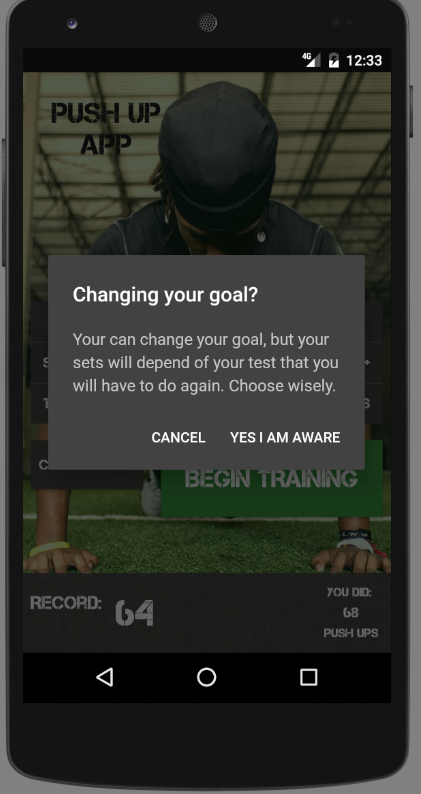 4G 12:33
PUSH UP
APP
Changing your goal?
Your can change your goal, but your
sets will depend of your test that you
will have to do again. Choose wisely.
CANCEL YES I AM AWARE
BEGIN TRAINING
RECORD: 64
YOU DID:
68
PUSH UPS